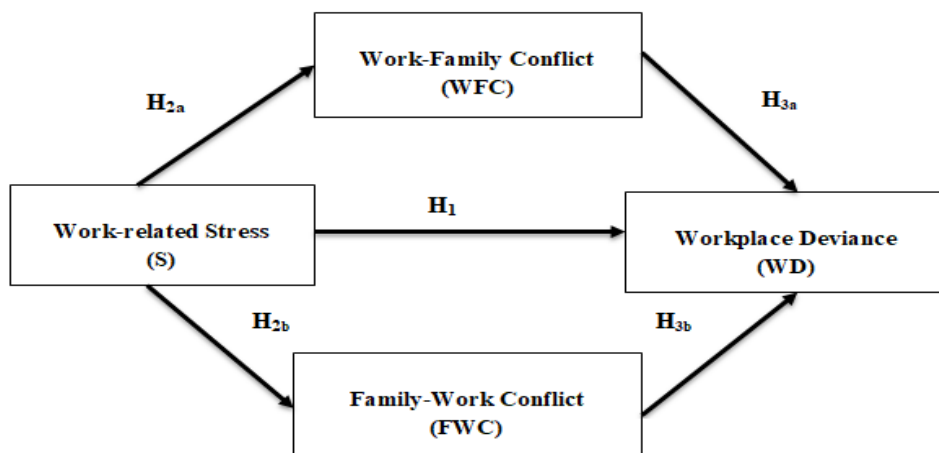 Work-Family Conflict
(WFC)
H2a
H3a
Work-related Stress
(S)
H1
Workplace Deviance
(WD)
H2b
H3b
Family-Work Conflict
(FWC)